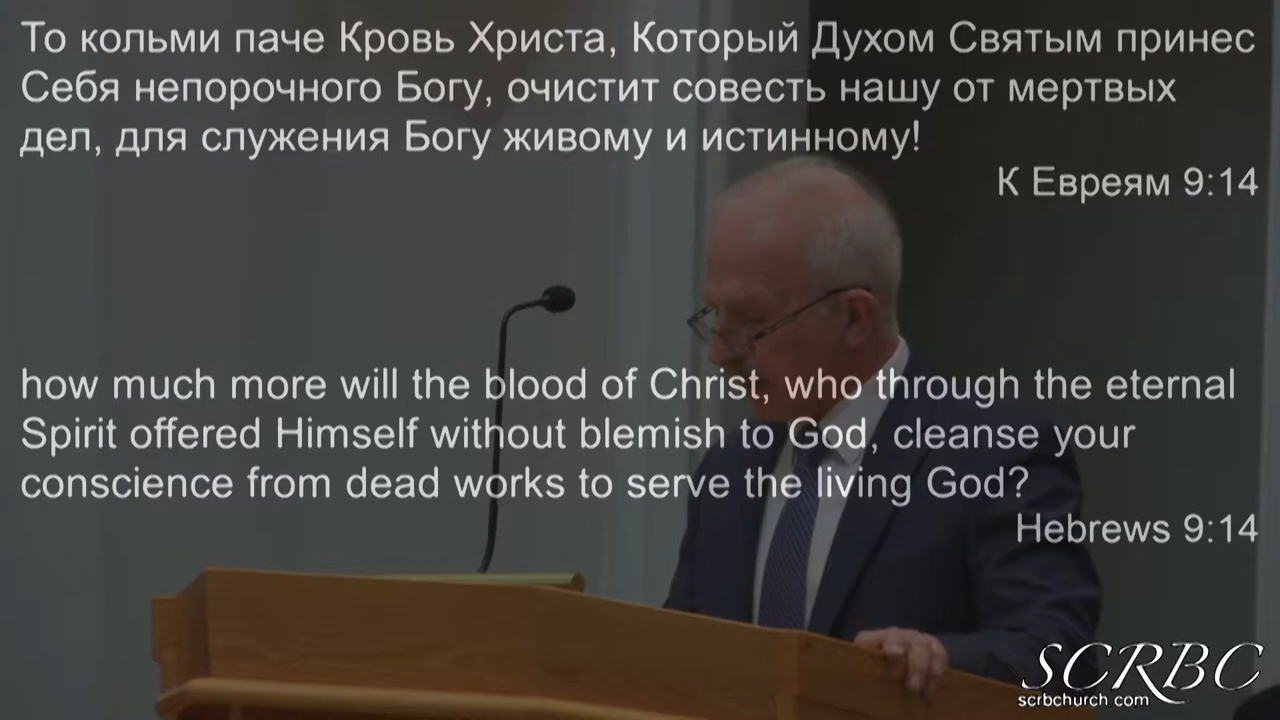 То кольми паче Кровь Христа, Который Духом Святым принес
Себя непорочного Богу, очистит совесть нашу от мертвых
дел, для служения Богу живому и истинному!
К Евреям 9:14
how much more will the blood of Christ, who through the eternal
Spirit offered Himself without blemish to God, cleanse your
conscience from dead works to serve the living God?
Hebrews 9:14
SCRBC
scrbchurch.com